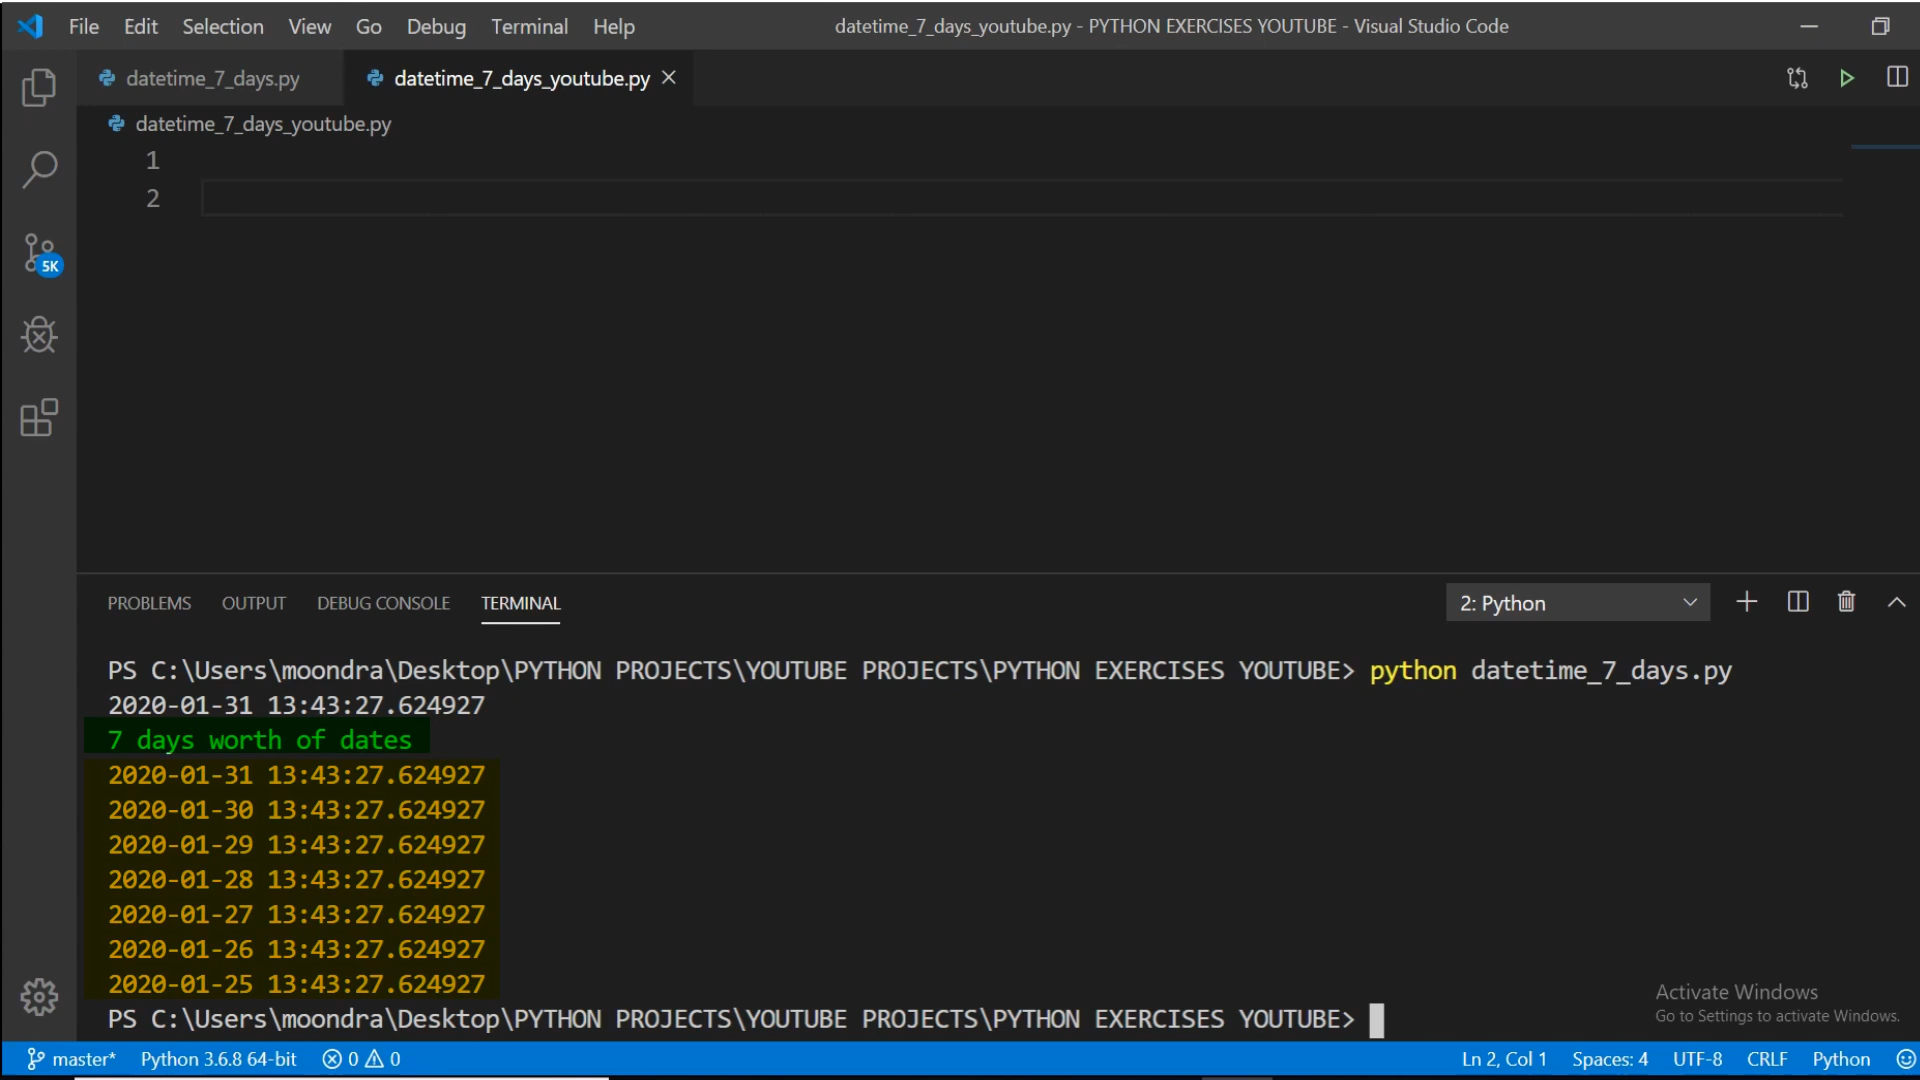 File Edit Selection View Go Debug Terminal Help datetime_7_days_youtube.py - PYTHON EXERCISES YOUTUBE - Visual Studio Code
datetime_7_days.py datetime_7_days_youtube.py
datetime_7_days_youtube.py
1
2
5K
PROBLEMS OUTPUT DEBUG CONSOLE TERMINAL 2: Python
PS C:\Users\moondra\Desktop\PYTHON PROJECTS\YOUTUBE PROJECTS\PYTHON EXERCISES YOUTUBE> python datetime_7_days.py
2020-01-31 13:43:27.624927
7 days worth of dates
2020-01-31 13:43:27.624927
2020-01-30 13:43:27.624927
2020-01-29 13:43:27.624927
2020-01-28 13:43:27.624927
2020-01-27 13:43:27.624927
2020-01-26 13:43:27.624927
2020-01-25 13:43:27.624927
PS C:\Users\moondra\Desktop\PYTHON PROJECTS\YOUTUBE PROJECTS\PYTHON EXERCISES YOUTUBE>
Activate Windows
Go to Settings to activate Windows.
master* Python 3.6.8 64-bit 0 0 Ln 2, Col 1 Spaces: 4 UTF-8 CRLF Python